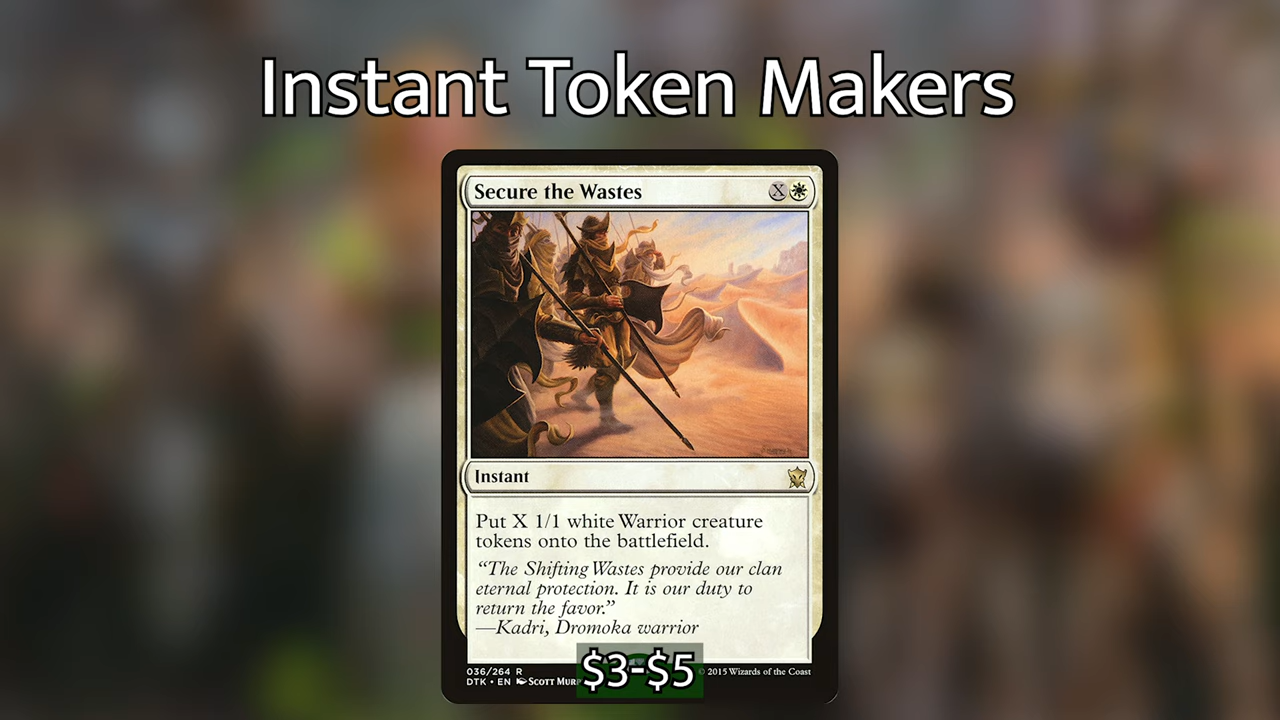 Instant Token Makers
Secure the Wastes X
Instant
Put X 1/1 white Warrior creature
tokens onto the battlefield.
“The Shifting Wastes provide our clan
eternal protection. It is our duty to
return the favor.”
—Kadri, Dromoka warrior
$3-$5
036/264 R
DTK • EN SCOTT MUR © 2015 Wizards of the Coast